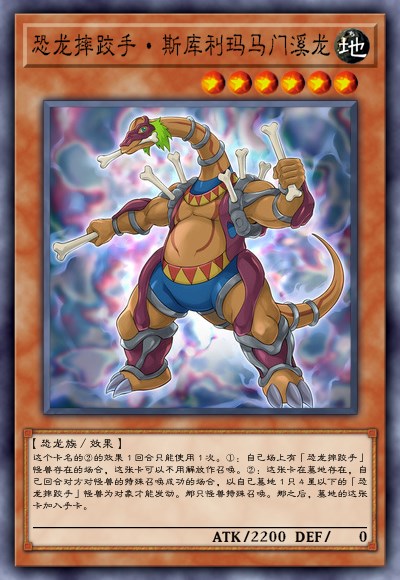 恐龙摔跤手·斯库利玛马门溪龙
地
【恐龙族/效果】
这个卡名的②的效果1回合只能使用1次。①：自己场上有「恐龙摔跤手」
怪兽存在的场合，这张卡可以不用解放作召唤。②：这张卡在墓地存在，自
己回合对方对怪兽的特殊召唤成功的场合，以自己墓地1只4星以下的「恐
龙摔跤手」怪兽为对象才能发动。那只怪兽特殊召唤。那之后，墓地的这张
卡加入手卡。
ATK/2200 DEF/ 0